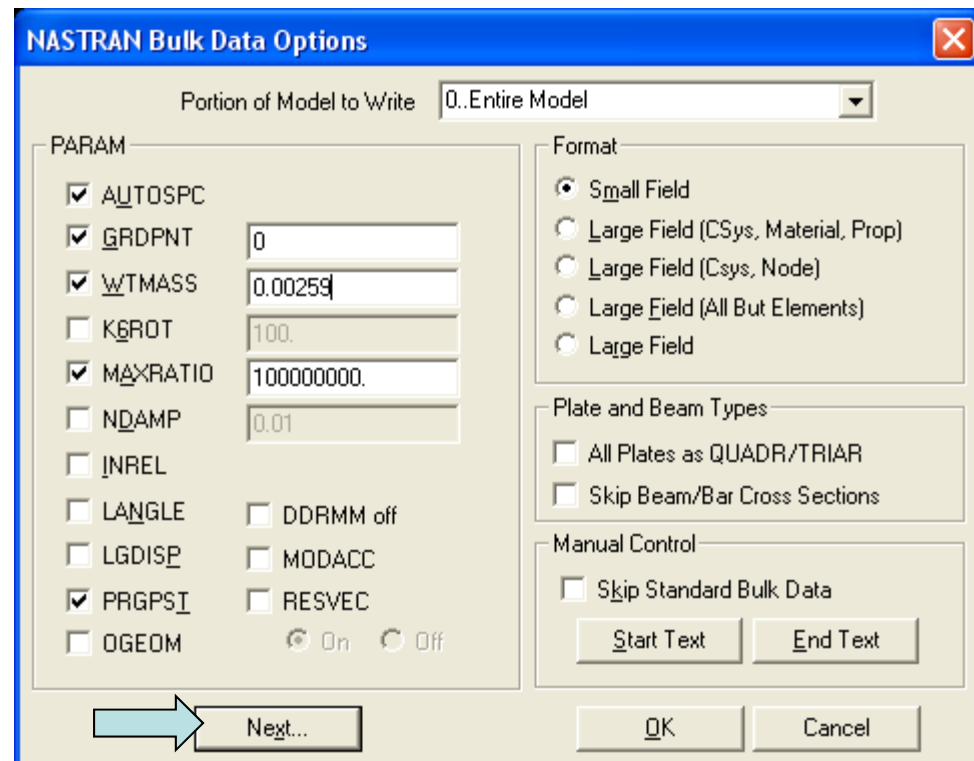 NASTRAN Bulk Data Options
Portion of Model to Write 0..Entire Model
PARAM
AUTOSPC
GRDPNT 0
WTMASS 0.00259
K6ROT 100.
MAXRATIO 100000000.
NDAMP 0.01
INREL
LANGLE DDRMM off
LGDISP MODACC
PRGPST RESVEC
OGEOM On Off
Format
Small Field
Large Field (CSys, Material, Prop)
Large Field (Csys, Node)
Large Field (All But Elements)
Large Field
Plate and Beam Types
All Plates as QUADR/TRIAR
Skip Beam/Bar Cross Sections
Manual Control
Skip Standard Bulk Data
Start Text End Text
Next... OK Cancel